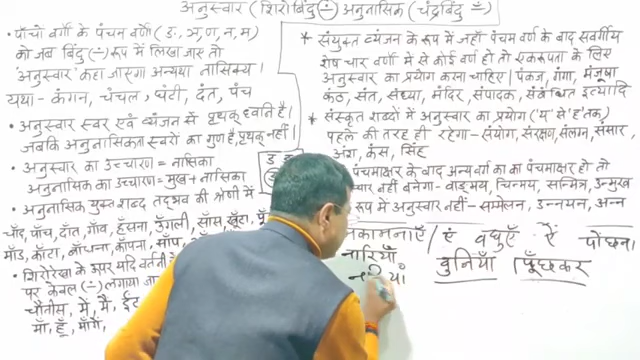 अनुस्वार (शिरोबिंदु ÷) अनुनासिक (चंद्रबिंदु ँ)
• पाँचों वर्गों के पंचम वर्णों (ङ, ञ, ण, न, म)
को जब बिंदु (÷) रूप में लिखा जाए तो
अनुस्वार कहा जाएगा अन्यथा नासिक्य।
यथा - कंगन, चंचल, घंटी, दंत, पंच
• अनुस्वार स्वर एवं व्यंजन से पृथक् ध्वनि है।
जबकि अनुनासिकता स्वरों का गुण है, पृथक् नहीं।
• अनुस्वार का उच्चारण = नासिका
अनुनासिक का उच्चारण = मुख + नासिका
• अनुनासिक युक्त शब्द तद्भव की श्रेणी में
चाँद, पाँच, दाँत, गाँव, हँसना, उँगली, साँस, खूँटा,
माँड, काँटा, बाँधना, काँपना, साँप,
• शिरोरेखा के ऊपर यदि वर्तनी
पर केवल (÷) लगाया जा
चौंतीस, में, मैं, ईंट
माँ, हूँ, माँगें,
* संयुक्त व्यंजन के रूप में जहाँ पंचम वर्ण के बाद सवर्गीय
शेष चार वर्णों में से कोई वर्ण हो तो एकरूपता के लिए
अनुस्वार का प्रयोग करना चाहिए। पंकज, गंगा, मंजूषा
कंठ, संत, संध्या, मंदिर, संपादक, संबंधित इत्यादि
* संस्कृत शब्दों में अनुस्वार का प्रयोग ('य' से 'ह' तक)
पहले की तरह ही रहेगा - संयोग, संरक्षण, संलग्न, संसार,
अंश, कंस, सिंह
पंचमाक्षर के बाद अन्य वर्ग का का पंचमाक्षर हो तो
नहीं बनेगा - वाङ्मय, चिन्मय, सन्मित्र, उन्मुख
रूप में अनुस्वार नहीं - सम्मेलन, उन्नयन, अन्न
कामनाएँ / एं वधुएँ ऐं पोंछना।
नारियाँ दुनियाँ पूँछकर